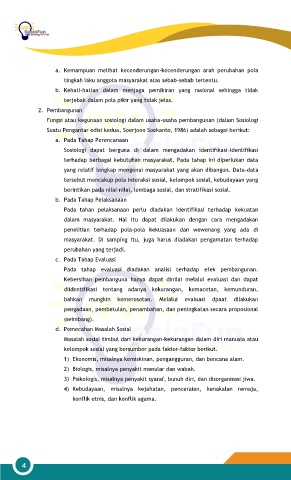 a. Kemampuan melihat kecenderungan-kecenderungan arah perubahan pola
tingkah laku anggota masyarakat atas sebab-sebab tertentu.
b. Kehati-hatian dalam menjaga pemikiran yang rasional sehingga tidak
terjebak dalam pola pikir yang tidak jelas.
2. Pembangunan
Fungsi atau kegunaan sosiologi dalam usaha-usaha pembangunan (dalam Sosiologi
Suatu Pengantar edisi kedua, Soerjono Soekanto, 1986) adalah sebagai berikut:
a. Pada Tahap Perencanaan
Sosiologi dapat berguna di dalam mengadakan identifikasi-identifikasi
terhadap berbagai kebutuhan masyarakat. Pada tahap ini diperlukan data
yang relatif lengkap mengenai masyarakat yang akan dibangun. Data-data
tersebut mencakup pola interaksi sosial, kelompok sosial, kebudayaan yang
berintikan pada nilai-nilai, lembaga sosial, dan stratifikasi sosial.
b. Pada Tahap Pelaksanaan
Pada tahan pelaksanaan perlu diadakan identifikasi terhadap kekuatan
dalam masyarakat. Hal itu dapat dilakukan dengan cara mengadakan
penelitian terhadap pola-pola kekuasaan dan wewenang yang ada di
masyarakat. Di samping itu, juga harus diadakan pengamatan terhadap
perubahan yang terjadi.
c. Pada Tahap Evaluasi
Pada tahap evaluasi diadakan analisi terhadap efek pembangunan.
Kebersihan pembanguna hanya dapat dinilai melalui evaluasi dan dapat
diidentifikasi tentang adanya kekurangan, kemacetan, kemunduran,
bahkan mungkin kemerosotan. Melalui evaluasi dpaat dilakukan
pengadaan, pembetulan, penambahan, dan peningkatan secara proposional
(seimbang).
d. Pemecahan Masalah Sosial
Masalah sosial timbul dari kekurangan-kekurangan dalam diri manusia atau
kelompok sosial yang bersumber pada faktor-faktor berikut.
1) Ekonomis, misalnya kemiskinan, pengangguran, dan bencana alam.
2) Biologis, misalnya penyakit menular dan wabah.
3) Psikologis, misalnya penyakit syaraf, bunuh diri, dan disorganisasi jiwa.
4) Kebudayaan, misalnya kejahatan, perceraian, kenakalan remaja,
konflik etnis, dan konflik agama.
4